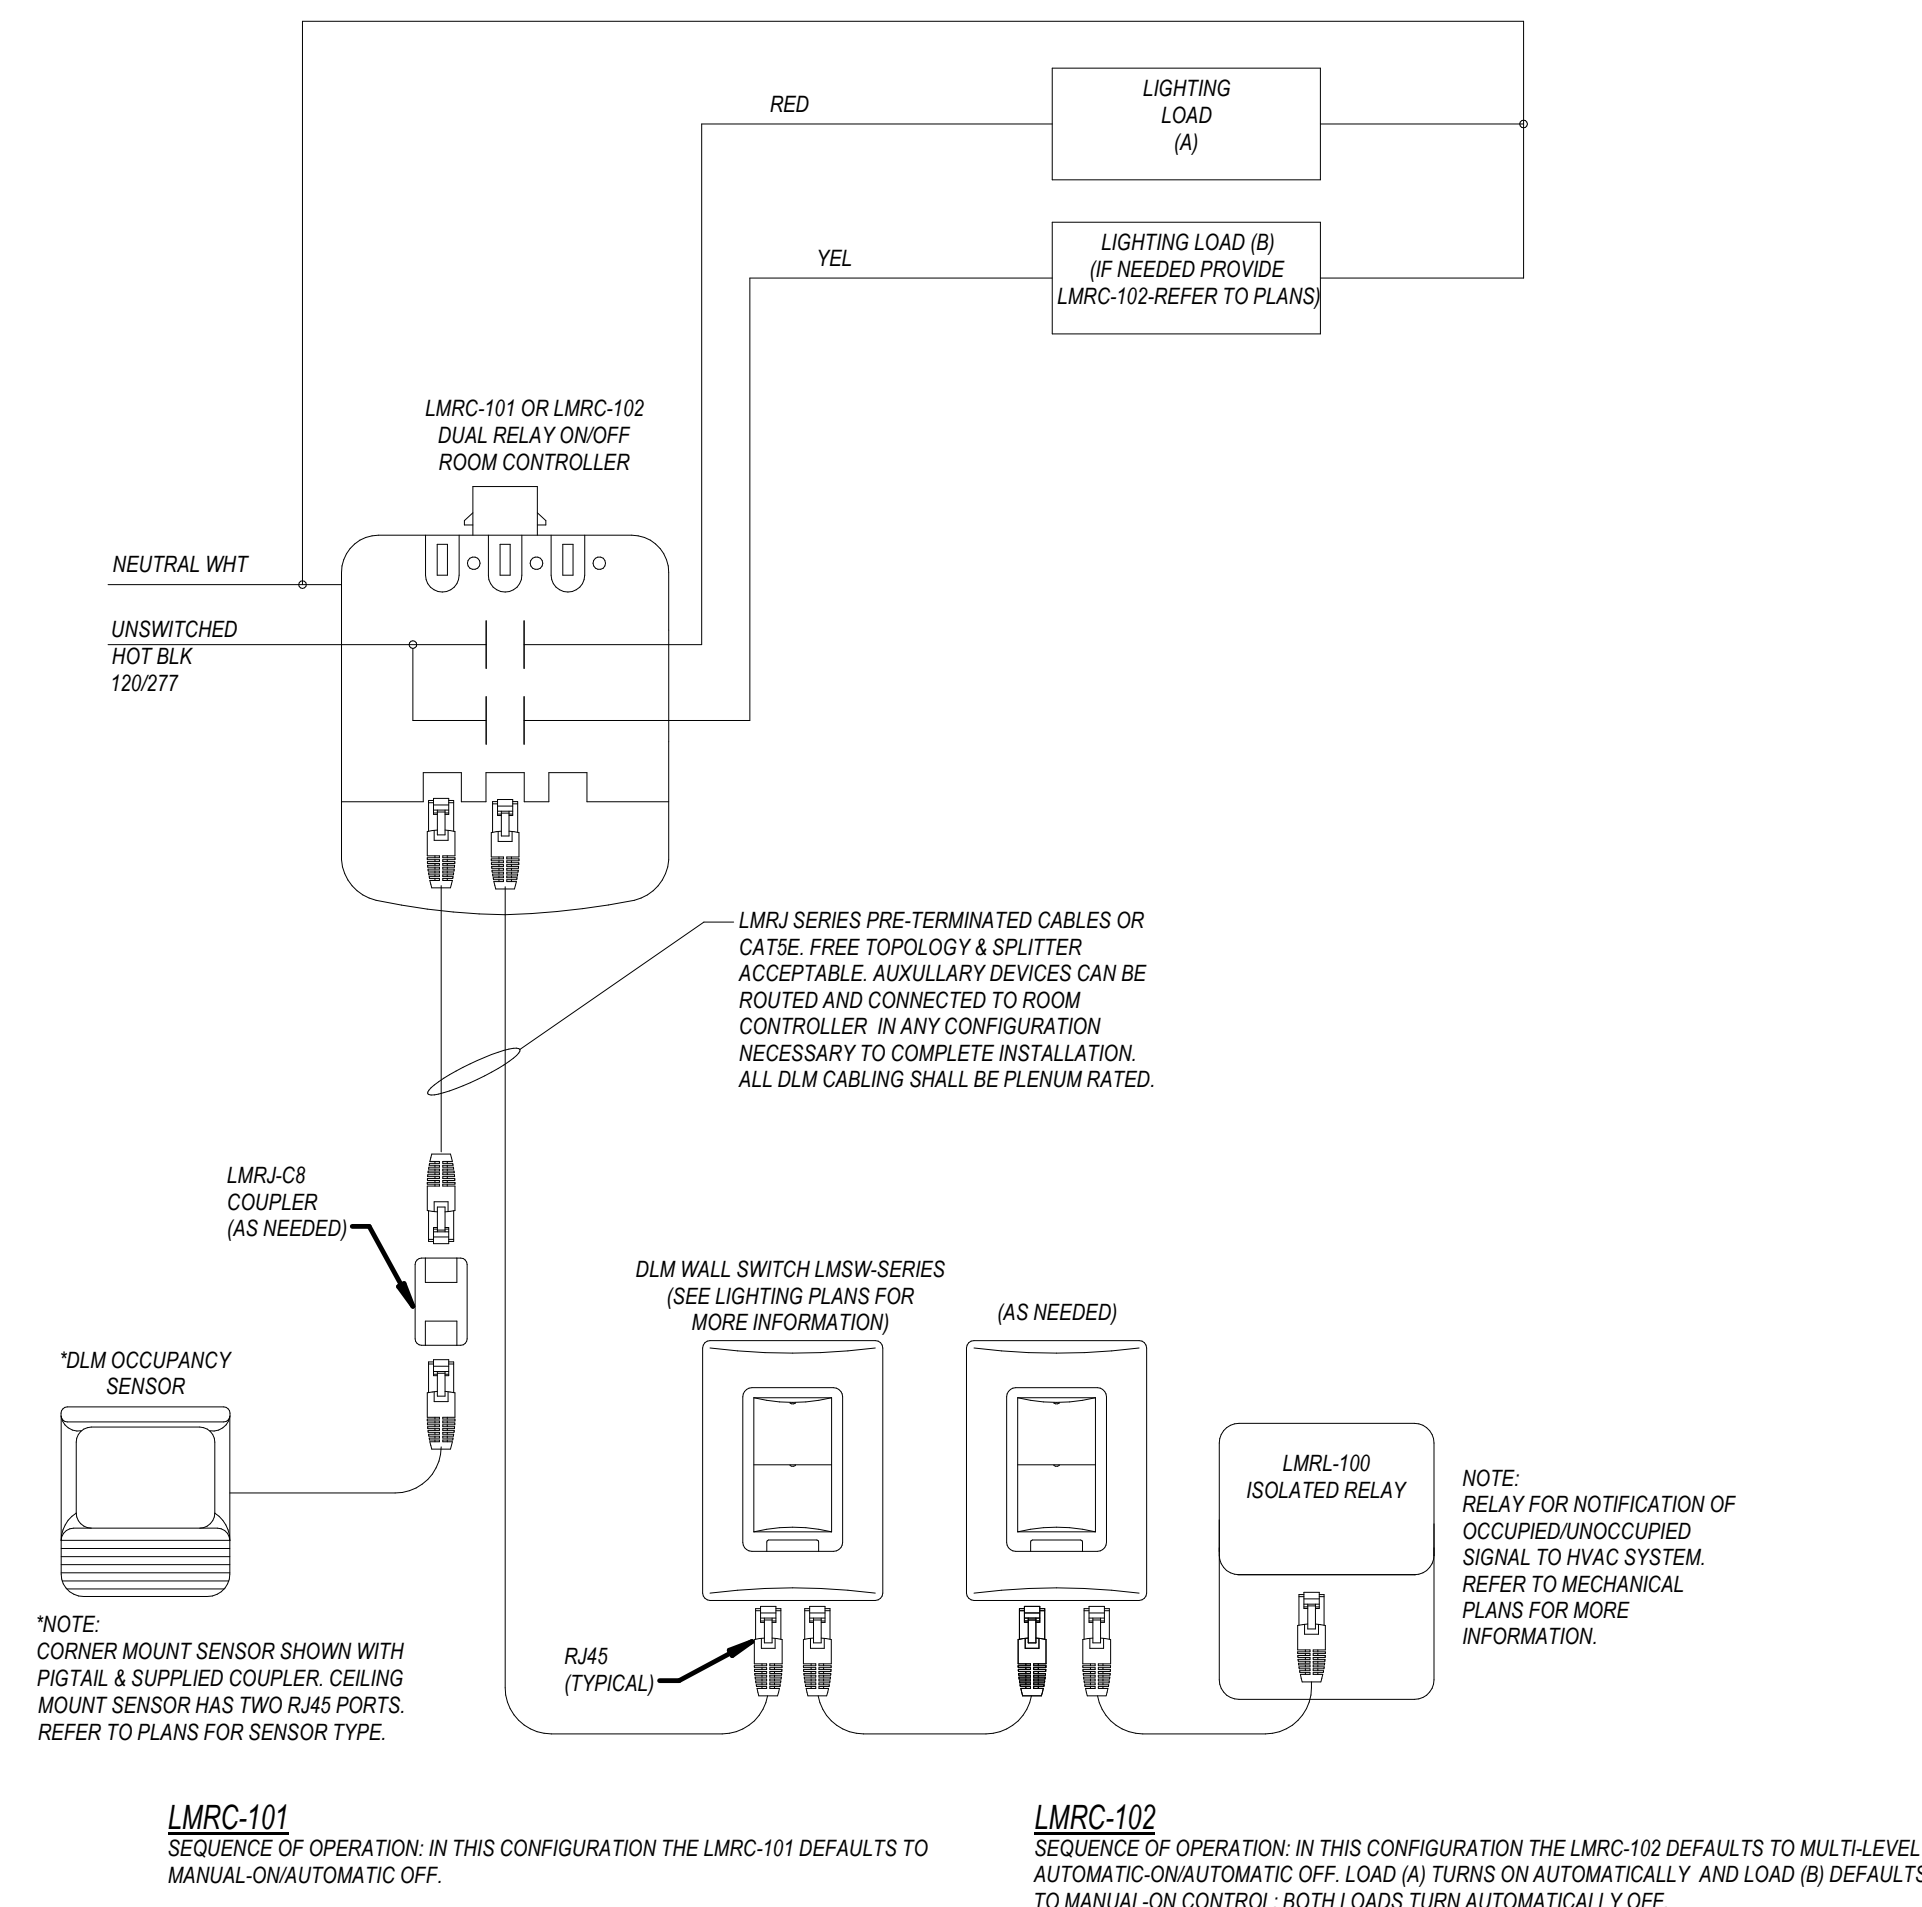 RED
LIGHTING
LOAD
(A)
YEL
LIGHTING LOAD (B)
(IF NEEDED PROVIDE
LMRC-102-REFER TO PLANS)
LMRC-101 OR LMRC-102
DUAL RELAY ON/OFF
ROOM CONTROLLER
NEUTRAL WHT
UNSWITCHED
HOT BLK
120/277
LMRJ SERIES PRE-TERMINATED CABLES OR
CAT5E. FREE TOPOLOGY & SPLITTER
ACCEPTABLE. AUXULLARY DEVICES CAN BE
ROUTED AND CONNECTED TO ROOM
CONTROLLER IN ANY CONFIGURATION
NECESSARY TO COMPLETE INSTALLATION.
ALL DLM CABLING SHALL BE PLENUM RATED.
LMRJ-C8
COUPLER
(AS NEEDED)
*DLM OCCUPANCY
SENSOR
DLM WALL SWITCH LMSW-SERIES
(SEE LIGHTING PLANS FOR
MORE INFORMATION)
(AS NEEDED)
LMRL-100
ISOLATED RELAY
NOTE:
RELAY FOR NOTIFICATION OF
OCCUPIED/UNOCCUPIED
SIGNAL TO HVAC SYSTEM.
REFER TO MECHANICAL
PLANS FOR MORE
INFORMATION.
*NOTE:
CORNER MOUNT SENSOR SHOWN WITH
PIGTAIL & SUPPLIED COUPLER. CEILING
MOUNT SENSOR HAS TWO RJ45 PORTS.
REFER TO PLANS FOR SENSOR TYPE.
RJ45
(TYPICAL)
LMRC-101
SEQUENCE OF OPERATION: IN THIS CONFIGURATION THE LMRC-101 DEFAULTS TO
MANUAL-ON/AUTOMATIC OFF.
LMRC-102
SEQUENCE OF OPERATION: IN THIS CONFIGURATION THE LMRC-102 DEFAULTS TO MULTI-LEVEL
AUTOMATIC-ON/AUTOMATIC OFF. LOAD (A) TURNS ON AUTOMATICALLY AND LOAD (B) DEFAULTS
TO MANUAL-ON CONTROL; BOTH LOADS TURN AUTOMATICALLY OFF.